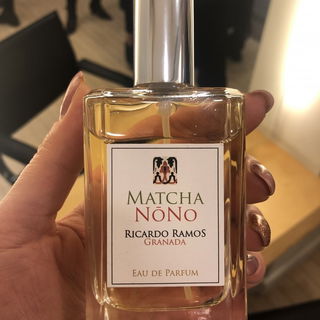 MATCHA
NŌNO
RICARDO RAMOS
GRANADA
EAU DE PARFUM